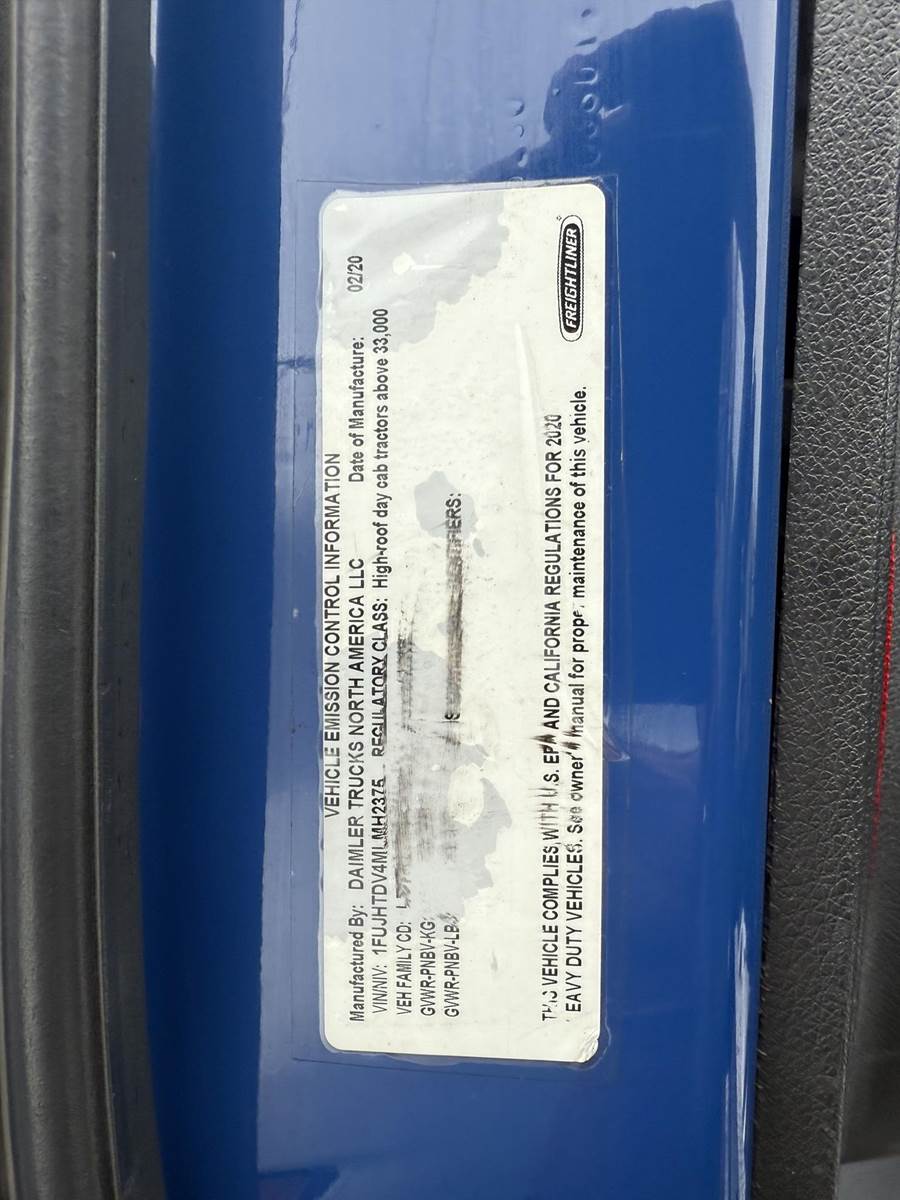 VEHICLE EMISSION CONTROL INFORMATION
Manufactured By: DAIMLER TRUCKS NORTH AMERICA LLC Date of Manufacture: 02/20
VIN/NIV: REGULATORY CLASS: High-roof day cab tractors above 33,000
VEH FAMILY CD:
GVWR-PNBV-KG:
GVWR-PNBV-LB:
THIS VEHICLE COMPLIES WITH U.S. EPA AND CALIFORNIA REGULATIONS FOR 2020
EAVY DUTY VEHICLES. See owner's manual for proper maintenance of this vehicle.
FREIGHTLINER